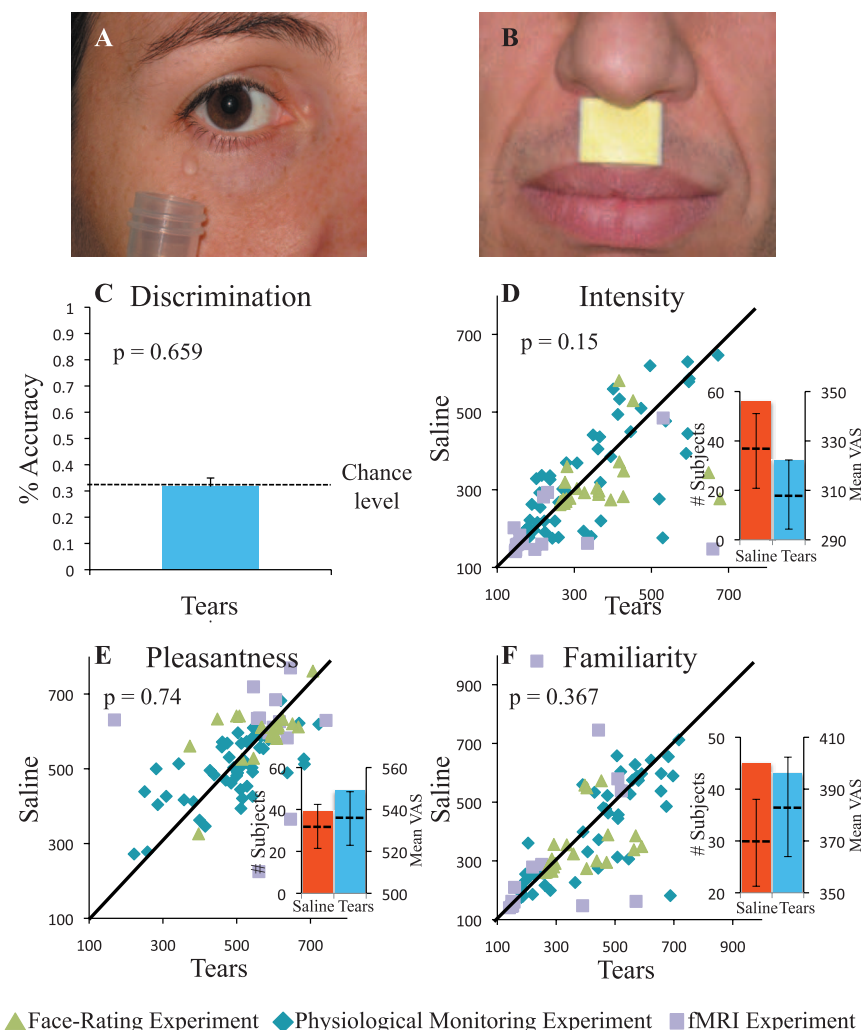 A
B
C Discrimination
p = 0.659
% Accuracy
1
0.9
0.8
0.7
0.6
0.5
0.4
0.3
0.2
0.1
0
Chance
level
Tears
D Intensity
p = 0.15
Saline
700
500
300
100
100 300 500 700
Tears
# Subjects
60
40
20
0
350
330
310
290
Mean VAS
Saline Tears
E Pleasantness
p = 0.74
Saline
700
500
300
100
100 300 500 700
Tears
# Subjects
60
40
20
0
560
540
520
500
Mean VAS
Saline Tears
F Familiarity
p = 0.367
Saline
900
700
500
300
100
100 300 500 700 900
Tears
# Subjects
50
40
30
20
410
390
370
350
Mean VAS
Saline Tears
Face-Rating Experiment Physiological Monitoring Experiment fMRI Experiment